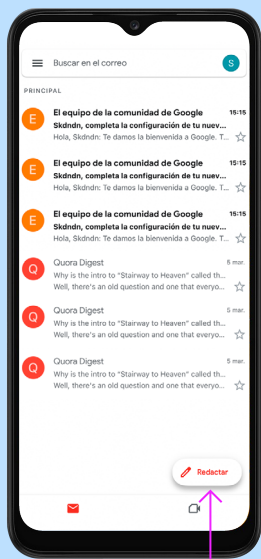 Buscar en el correo
S
PRINCIPAL
E
El equipo de la comunidad de Google 15:15
Skdndn, completa la configuración de tu nuev...
Hola, Skdndn: Te damos la bienvenida a Google. T...
E
El equipo de la comunidad de Google 15:15
Skdndn, completa la configuración de tu nuev...
Hola, Skdndn: Te damos la bienvenida a Google. T...
E
El equipo de la comunidad de Google 15:15
Skdndn, completa la configuración de tu nuev...
Hola, Skdndn: Te damos la bienvenida a Google. T...
Q
Quora Digest 5 mar.
Why is the intro to "Stairway to Heaven" called th...
Well, there's an old question and one that everyo...
Q
Quora Digest 5 mar.
Why is the intro to "Stairway to Heaven" called th...
Well, there's an old question and one that everyo...
Q
Quora Digest 5 mar.
Why is the intro to "Stairway to Heaven" called th...
Well, there's an old question and one that everyo...
Redactar